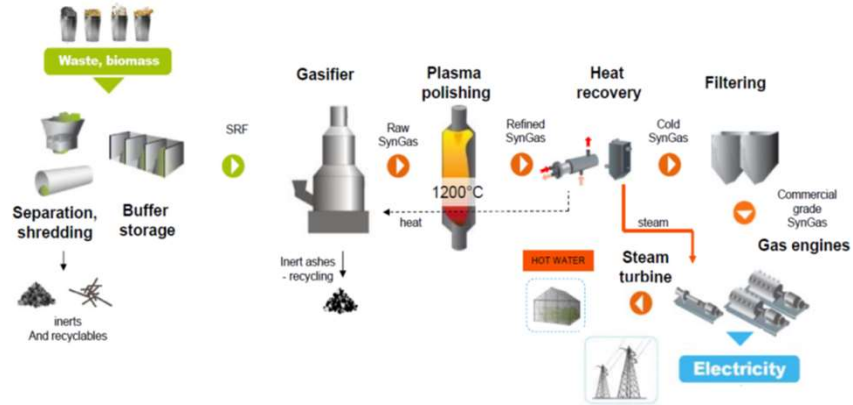 Waste, biomass
Separation,
shredding
Buffer
storage
inerts
And recyclables
SRF
Gasifier
Inert ashes
- recycling
Raw
SynGas
Plasma
polishing
1200°C
heat
Refined
SynGas
Heat
recovery
Cold
SynGas
steam
Filtering
Commercial
grade
SynGas
Gas engines
Steam
turbine
HOT WATER
Electricity